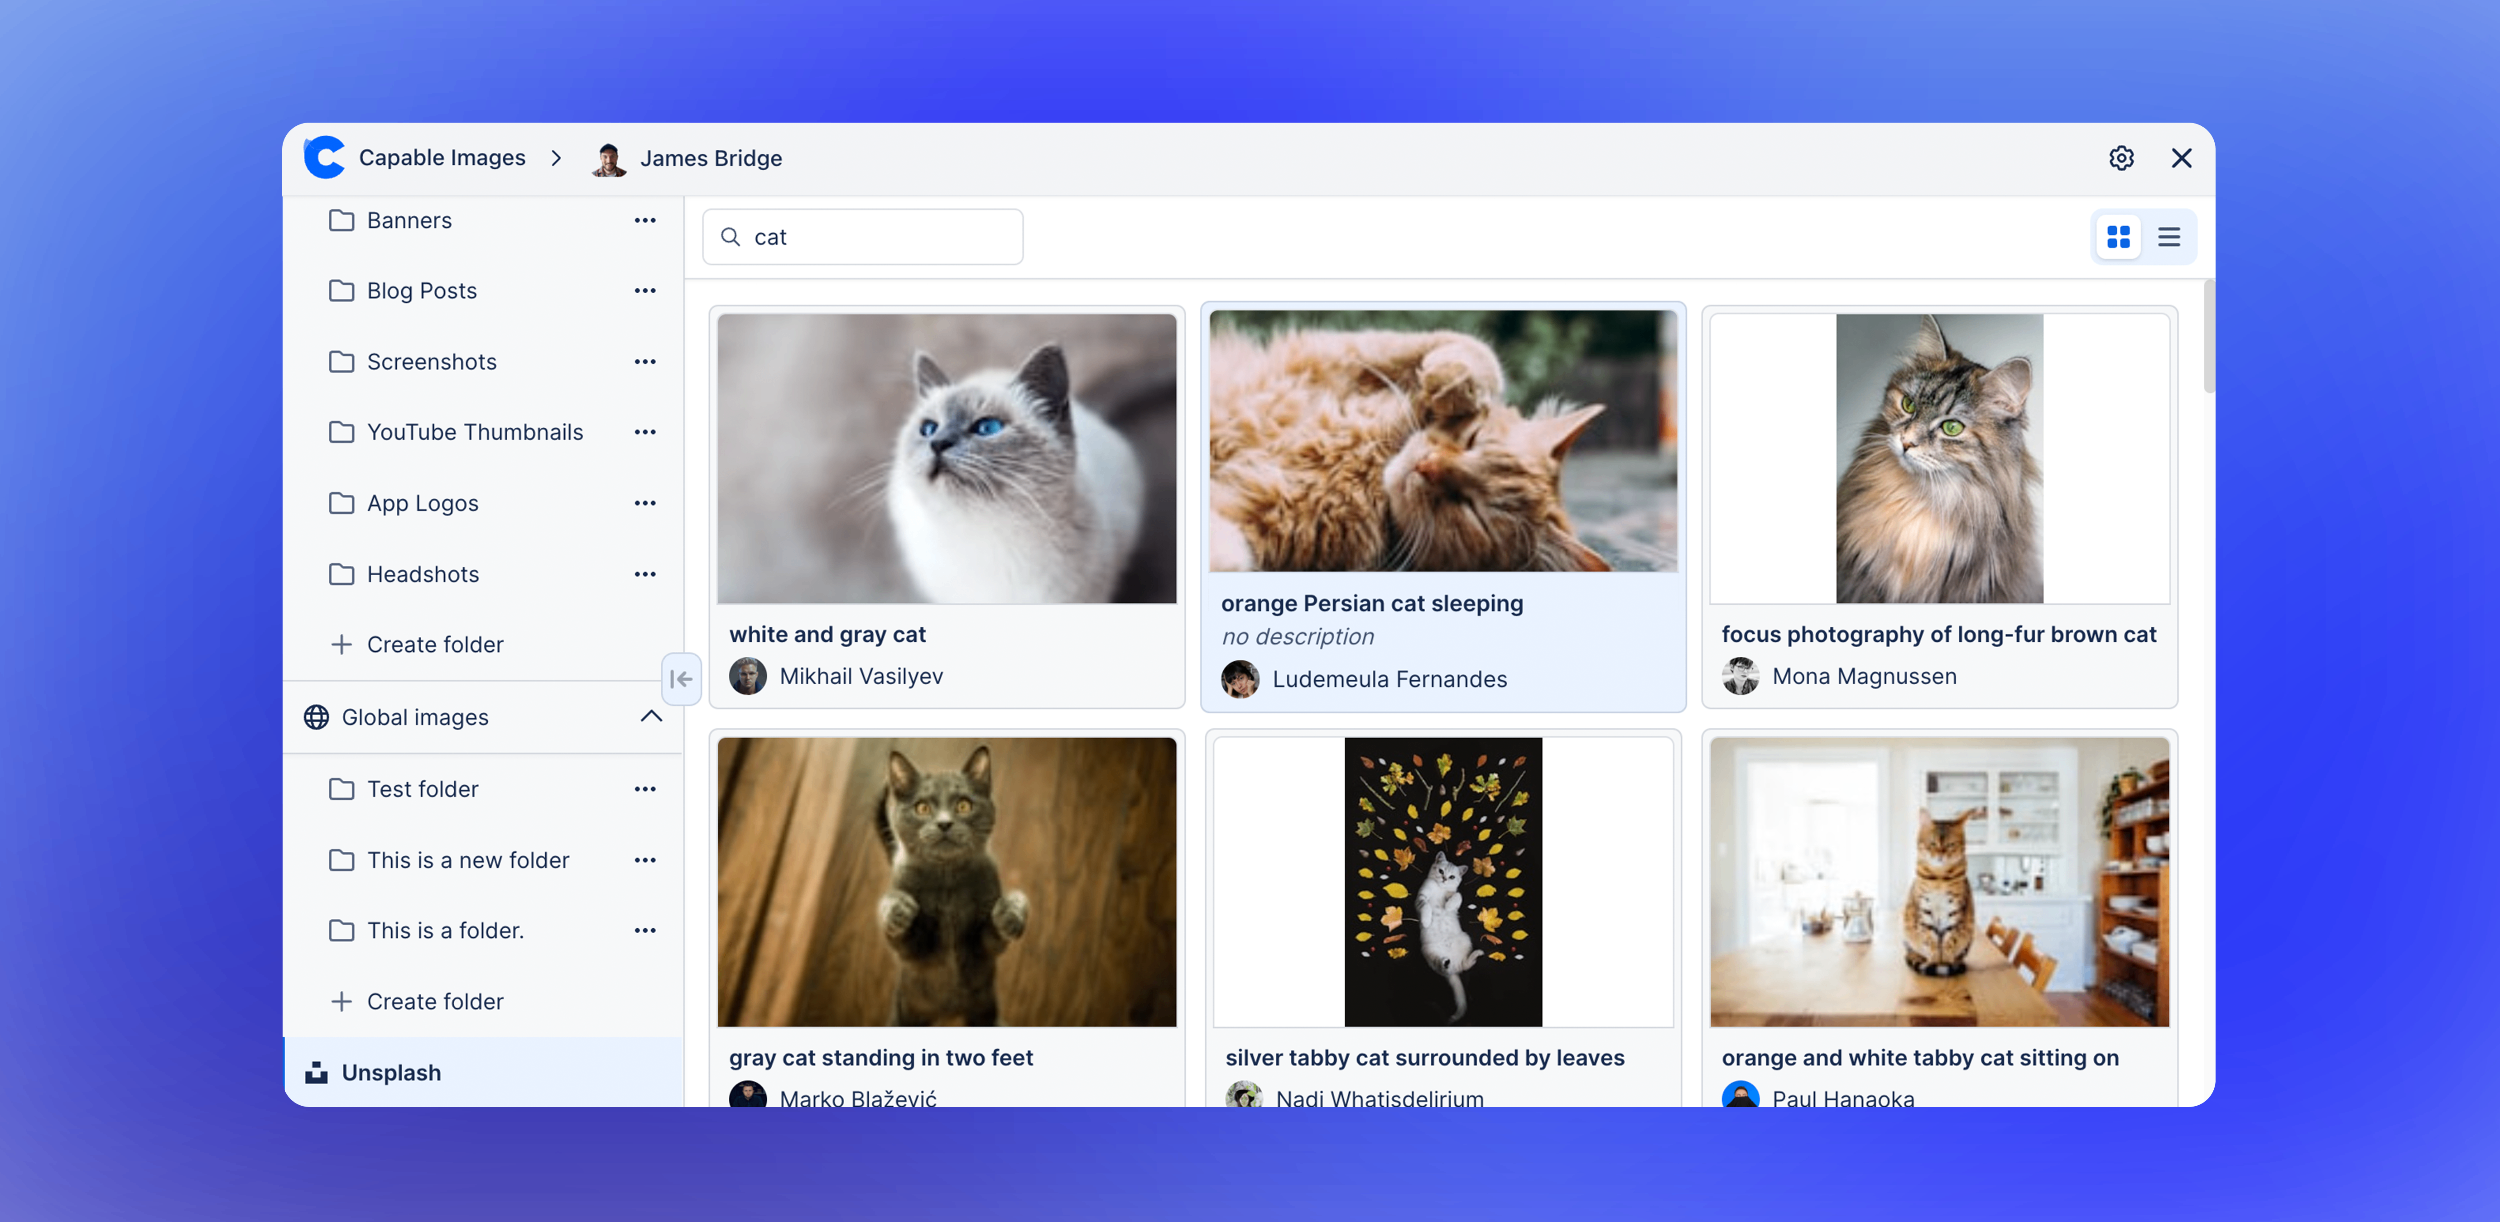 Capable Images
James Bridge
Banners
Blog Posts
Screenshots
YouTube Thumbnails
App Logos
Headshots
Create folder
Global images
Test folder
This is a new folder
This is a folder.
Create folder
Unsplash
cat
white and gray cat
Mikhail Vasilyev
orange Persian cat sleeping
no description
Ludemeula Fernandes
focus photography of long-fur brown cat
Mona Magnussen
gray cat standing in two feet
Marko Blažević
silver tabby cat surrounded by leaves
Nadi Whatisdelirium
orange and white tabby cat sitting on
Paul Hanaoka